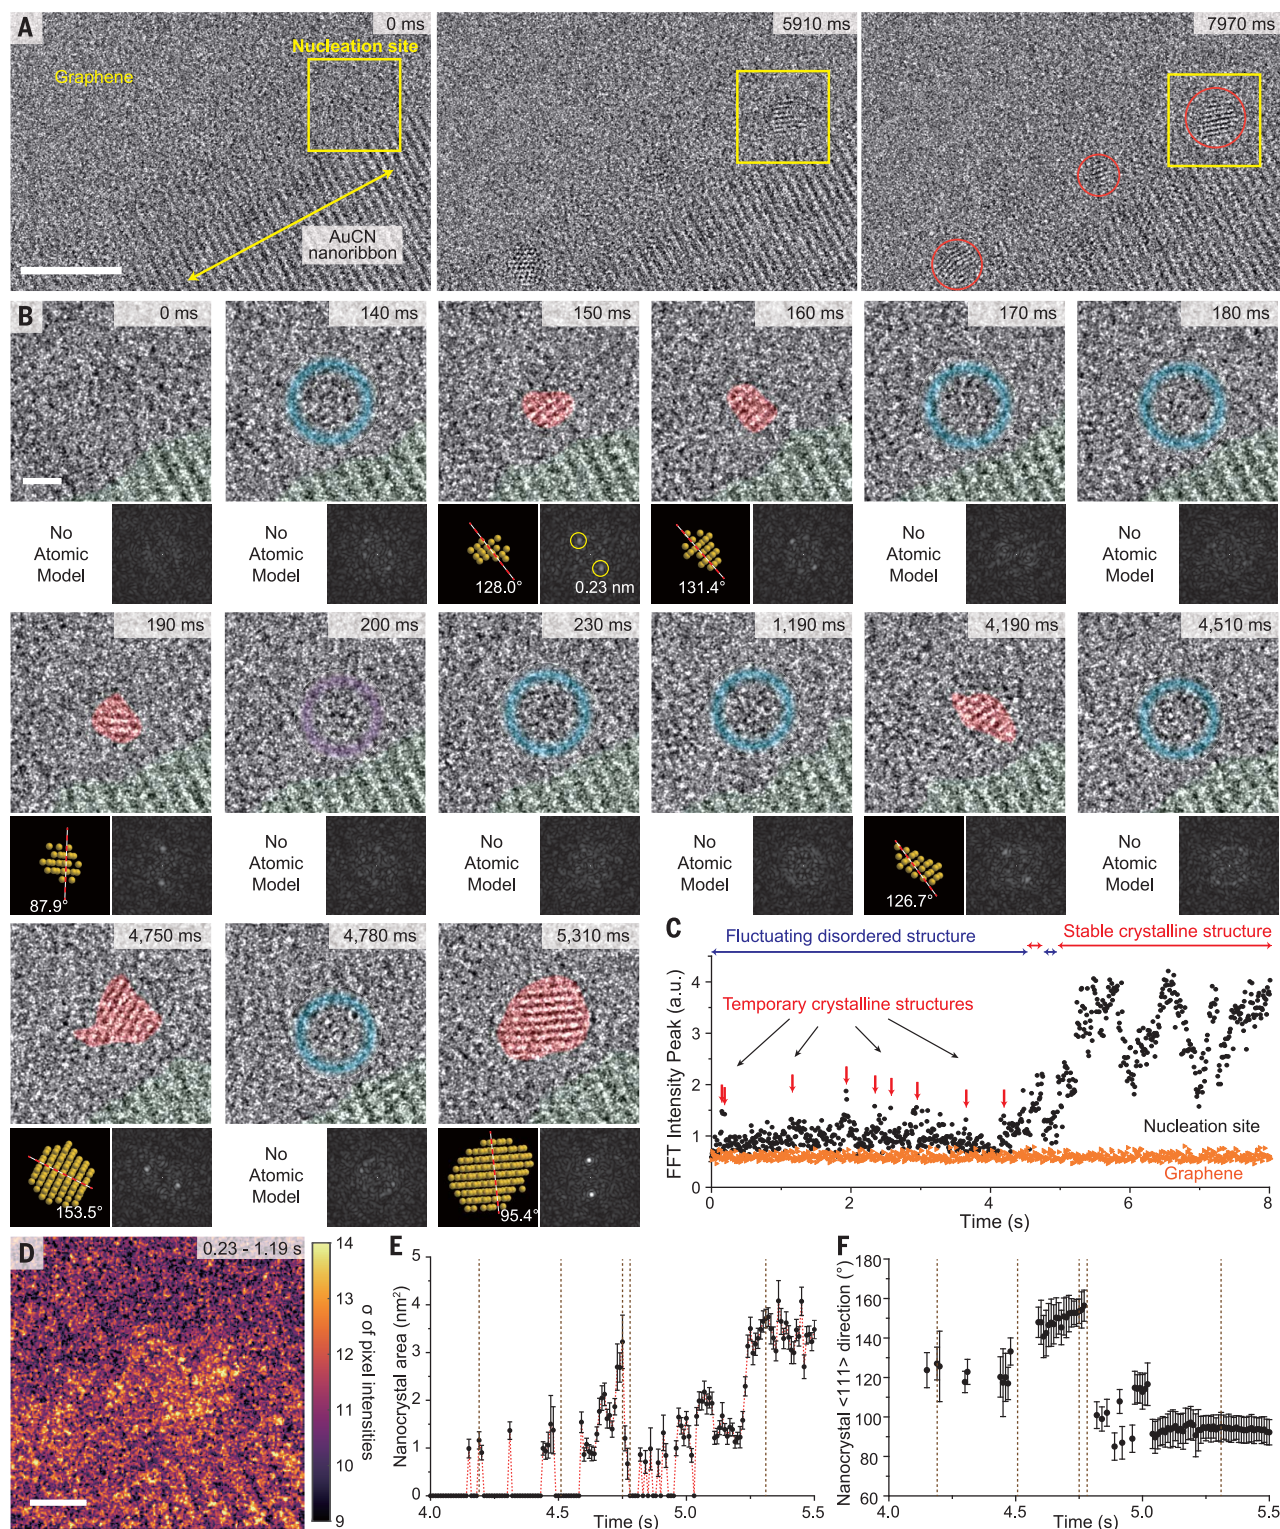 A
0 ms
5910 ms
7970 ms
Nucleation site
Graphene
AuCN
nanoribbon
B
0 ms
140 ms
150 ms
160 ms
170 ms
180 ms
No
Atomic
Model
No
Atomic
Model
128.0°
0.23 nm
131.4°
No
Atomic
Model
No
Atomic
Model
190 ms
200 ms
230 ms
1,190 ms
4,190 ms
4,510 ms
87.9°
No
Atomic
Model
No
Atomic
Model
No
Atomic
Model
126.7°
No
Atomic
Model
4,750 ms
4,780 ms
5,310 ms
153.5°
No
Atomic
Model
95.4°
C
Fluctuating disordered structure
Stable crystalline structure
Temporary crystalline structures
Nucleation site
Graphene
FFT Intensity Peak (a.u.)
4
3
2
1
0
0
2
4
6
8
Time (s)
D
0.23 - 1.19 s
14
13
12
11
10
9
σ of pixel intensities
E
Nanocrystal area (nm²)
5
4
3
2
1
0
4.0
4.5
5.0
5.5
Time (s)
F
Nanocrystal <111> direction (°)
180
160
140
120
100
80
60
4.0
4.5
5.0
5.5
Time (s)